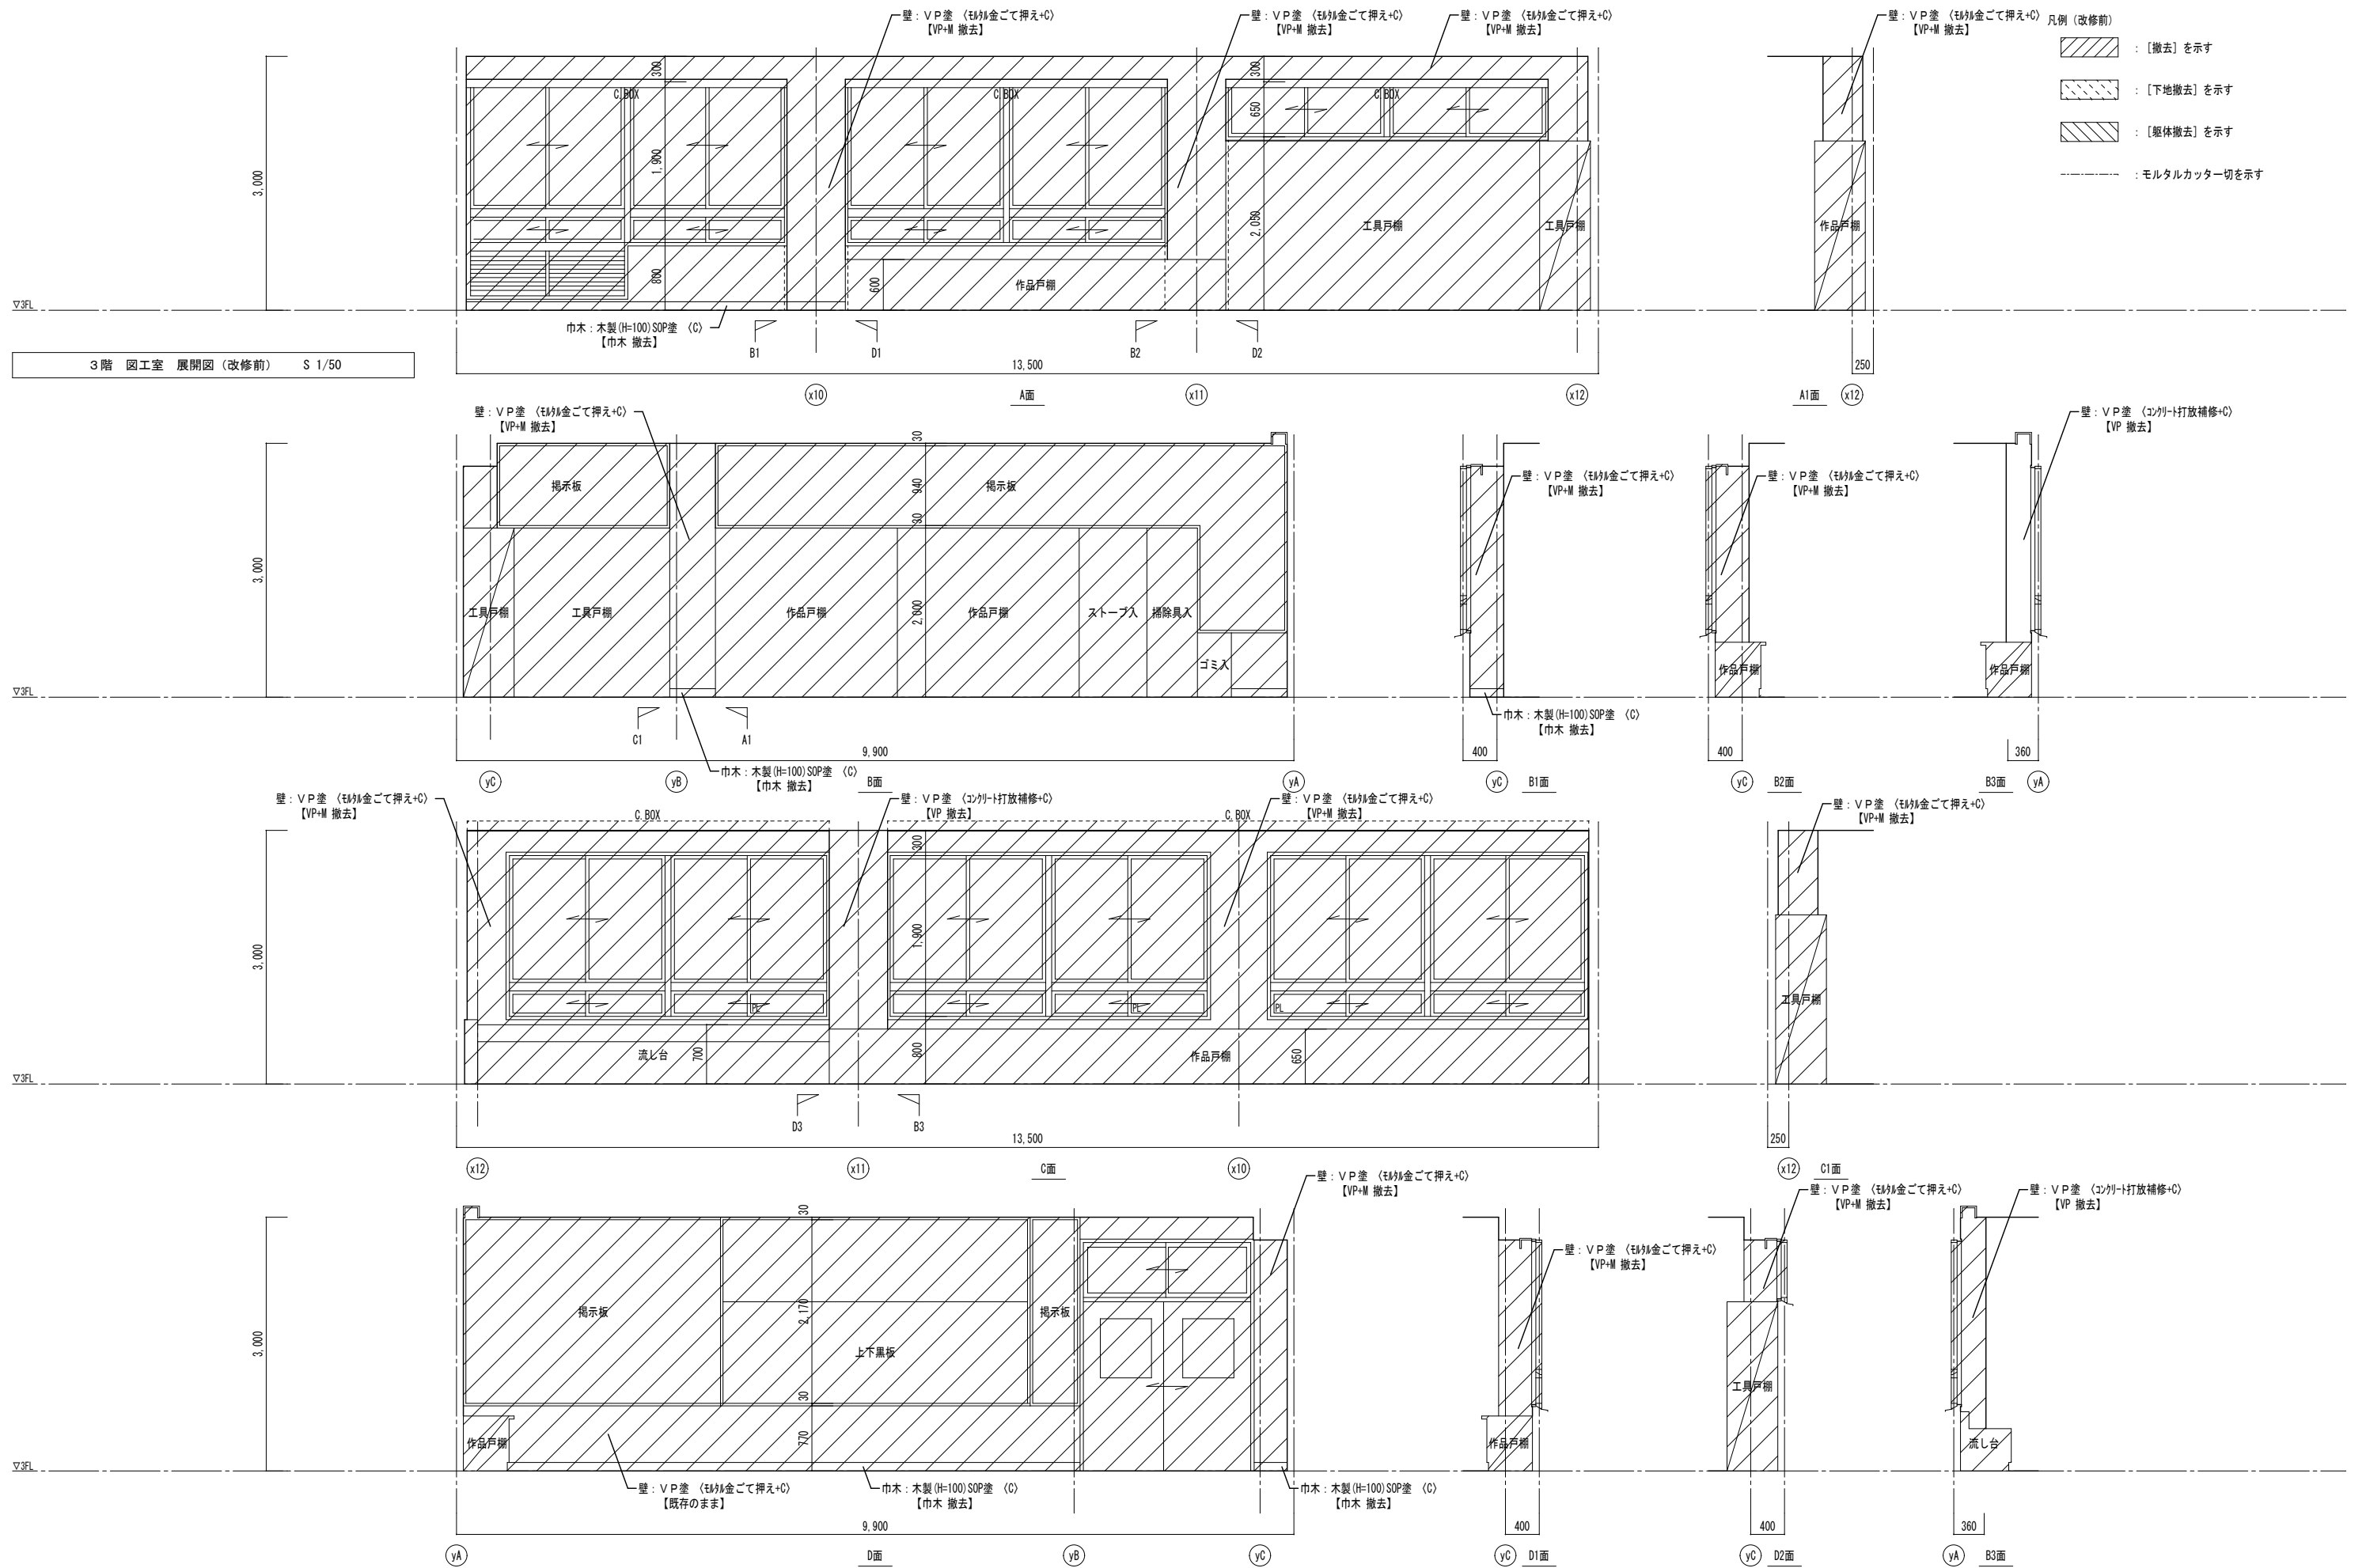 壁：ＶＰ塗 〈ﾓﾙﾀﾙ金ごて押え+C〉
【VP+M 撤去】
壁：ＶＰ塗 〈ﾓﾙﾀﾙ金ごて押え+C〉
【VP+M 撤去】
壁：ＶＰ塗 〈ﾓﾙﾀﾙ金ごて押え+C〉
【VP+M 撤去】
壁：ＶＰ塗 〈ﾓﾙﾀﾙ金ごて押え+C〉
【VP+M 撤去】
凡例（改修前）
：［撤去］を示す
：［下地撤去］を示す
：［躯体撤去］を示す
：モルタルカッター切を示す
3,000
300
C.BOX
1,900
800
C.BOX
600
作品戸棚
300
C.BOX
650
2,050
工具戸棚
工具戸棚
作品戸棚
▽3FL
巾木：木製(H=100)SOP塗 〈C〉
【巾木 撤去】
B1
D1
B2
D2
３階　図工室　展開図（改修前）　　S 1/50
13,500
250
x10
A面
x11
x12
A1面
x12
壁：ＶＰ塗 〈ﾓﾙﾀﾙ金ごて押え+C〉
【VP+M 撤去】
壁：ＶＰ塗 〈ｺﾝｸﾘｰﾄ打放補修+C〉
【VP 撤去】
壁：ＶＰ塗 〈ﾓﾙﾀﾙ金ごて押え+C〉
【VP+M 撤去】
壁：ＶＰ塗 〈ﾓﾙﾀﾙ金ごて押え+C〉
【VP+M 撤去】
3,000
掲示板
30
940
30
掲示板
工具戸棚
工具戸棚
作品戸棚
2,000
作品戸棚
ストーブ入
掃除具入
ゴミ入
作品戸棚
作品戸棚
▽3FL
C1
A1
巾木：木製(H=100)SOP塗 〈C〉
【巾木 撤去】
9,900
400
400
360
巾木：木製(H=100)SOP塗 〈C〉
【巾木 撤去】
yC
yB
B面
yA
yC
B1面
yC
B2面
B3面
yA
壁：ＶＰ塗 〈ﾓﾙﾀﾙ金ごて押え+C〉
【VP+M 撤去】
壁：ＶＰ塗 〈ｺﾝｸﾘｰﾄ打放補修+C〉
【VP 撤去】
壁：ＶＰ塗 〈ﾓﾙﾀﾙ金ごて押え+C〉
【VP+M 撤去】
壁：ＶＰ塗 〈ﾓﾙﾀﾙ金ごて押え+C〉
【VP+M 撤去】
C.BOX
C.BOX
3,000
300
1,900
800
PL
PL
PL
流し台
700
作品戸棚
650
工具戸棚
▽3FL
D3
B3
13,500
250
x12
x11
C面
x10
x12
C1面
壁：ＶＰ塗 〈ﾓﾙﾀﾙ金ごて押え+C〉
【VP+M 撤去】
壁：ＶＰ塗 〈ﾓﾙﾀﾙ金ごて押え+C〉
【VP+M 撤去】
壁：ＶＰ塗 〈ｺﾝｸﾘｰﾄ打放補修+C〉
【VP 撤去】
壁：ＶＰ塗 〈ﾓﾙﾀﾙ金ごて押え+C〉
【VP+M 撤去】
3,000
30
2,170
30
770
掲示板
上下黒板
掲示板
作品戸棚
作品戸棚
工具戸棚
流し台
▽3FL
壁：ＶＰ塗 〈ﾓﾙﾀﾙ金ごて押え+C〉
【既存のまま】
巾木：木製(H=100)SOP塗 〈C〉
【巾木 撤去】
巾木：木製(H=100)SOP塗 〈C〉
【巾木 撤去】
9,900
400
400
360
yA
D面
yB
yC
yC
D1面
yC
D2面
yA
B3面